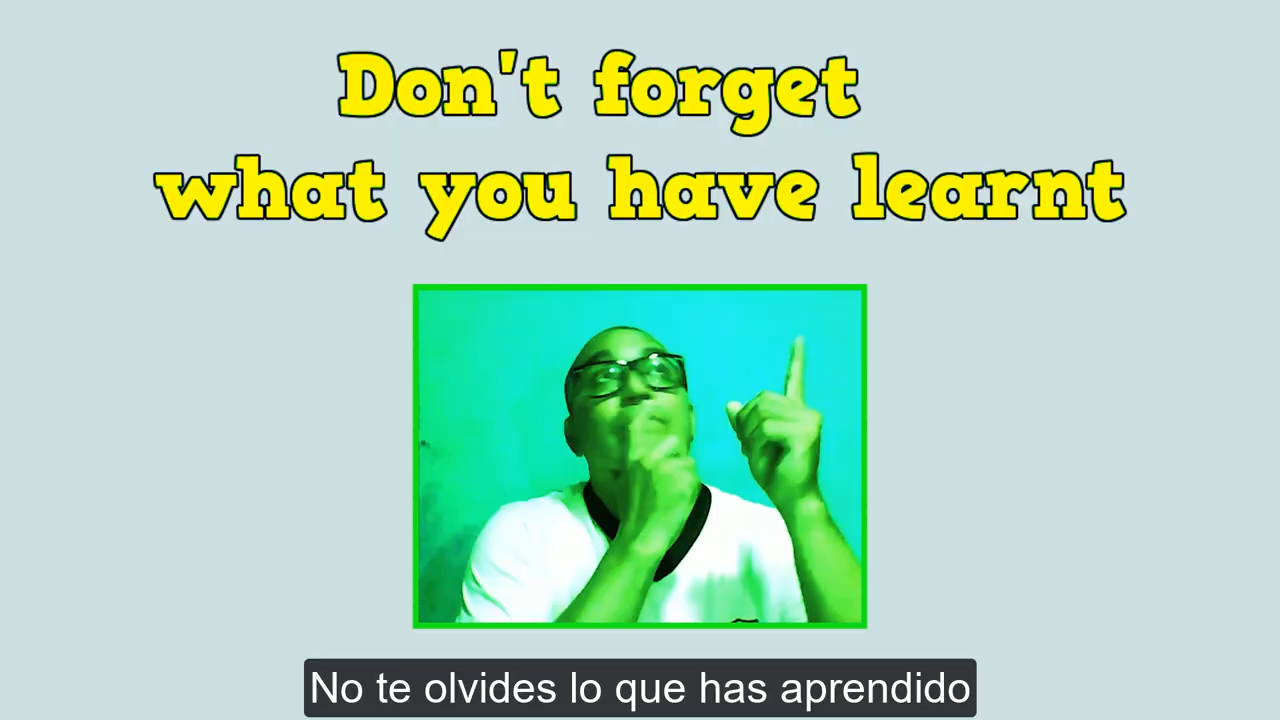 Don't forget
what you have learnt
No te olvides lo que has aprendido